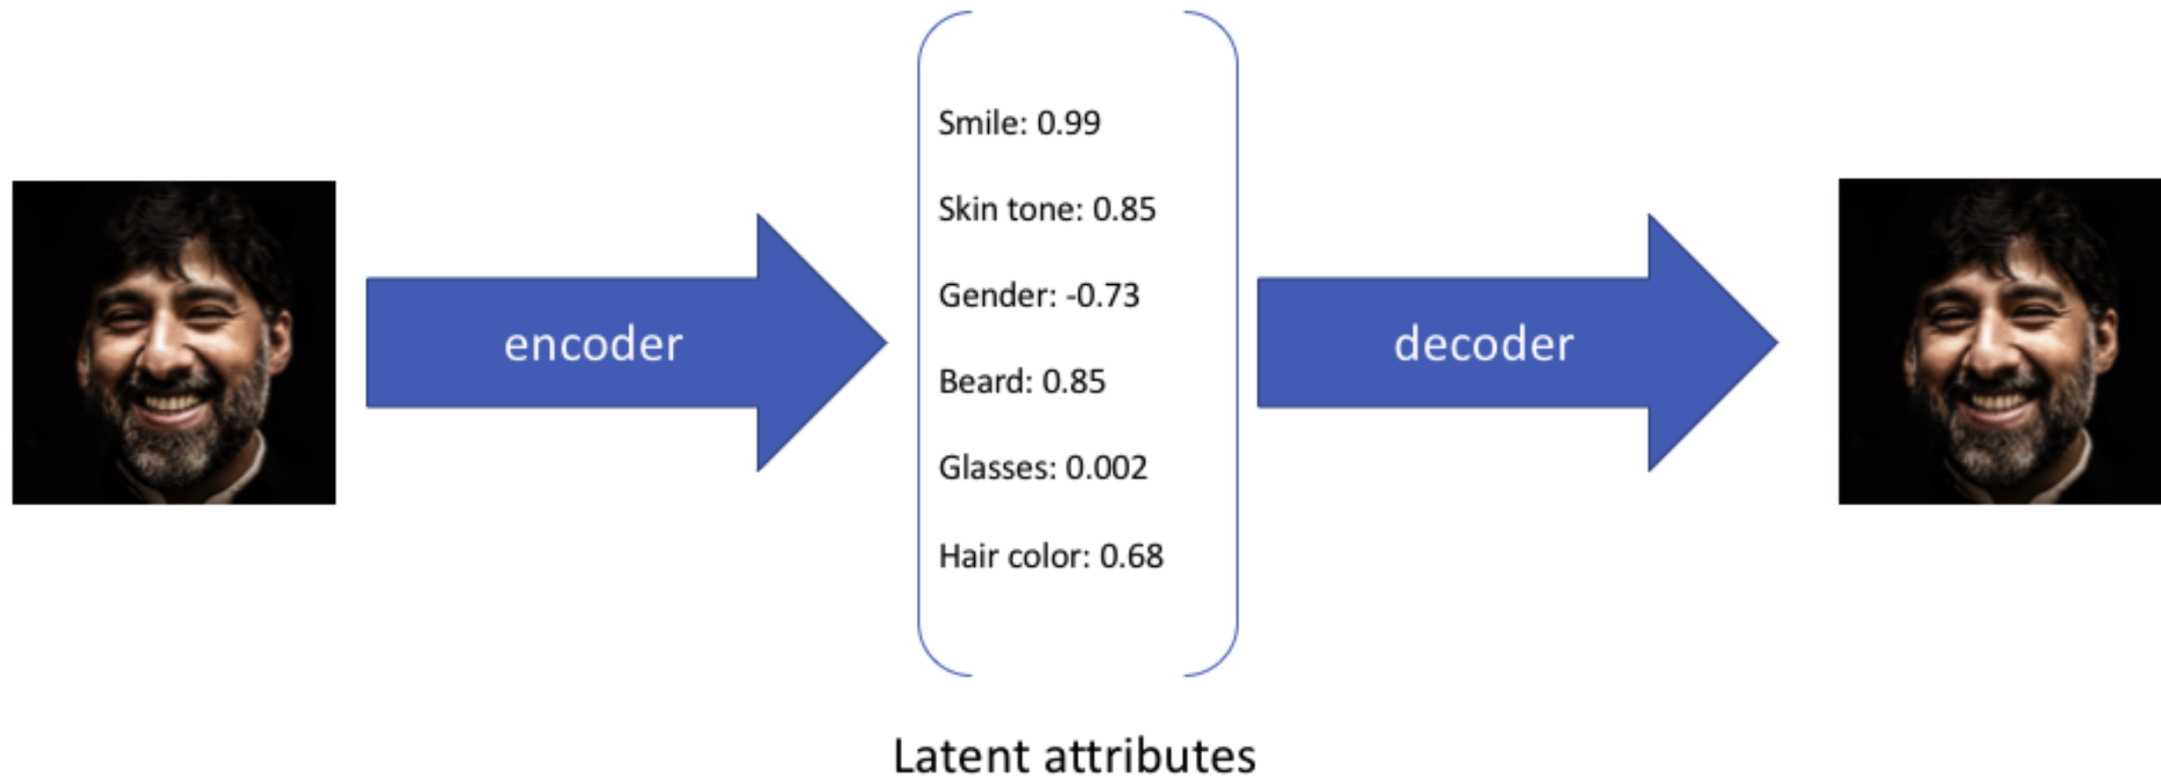 encoder
Smile: 0.99
Skin tone: 0.85
Gender: -0.73
Beard: 0.85
Glasses: 0.002
Hair color: 0.68
decoder
Latent attributes